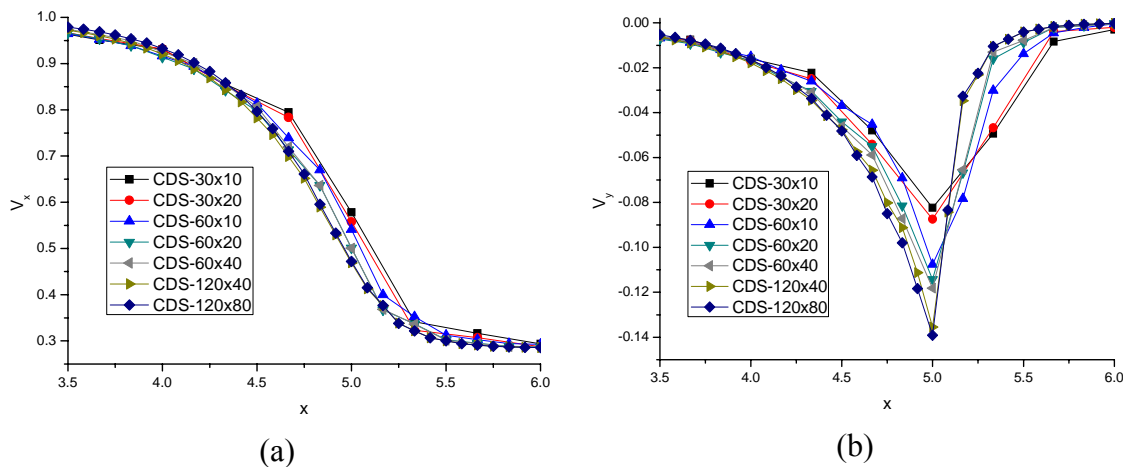 1.0
0.9
0.8
0.7
0.6
0.5
0.4
0.3
Vx
CDS-30x10
CDS-30x20
CDS-60x10
CDS-60x20
CDS-60x40
CDS-120x40
CDS-120x80
3.5 4.0 4.5 5.0 5.5 6.0
x
(a)
0.00
-0.02
-0.04
-0.06
-0.08
-0.10
-0.12
-0.14
Vy
CDS-30x10
CDS-30x20
CDS-60x10
CDS-60x20
CDS-60x40
CDS-120x40
CDS-120x80
3.5 4.0 4.5 5.0 5.5 6.0
x
(b)